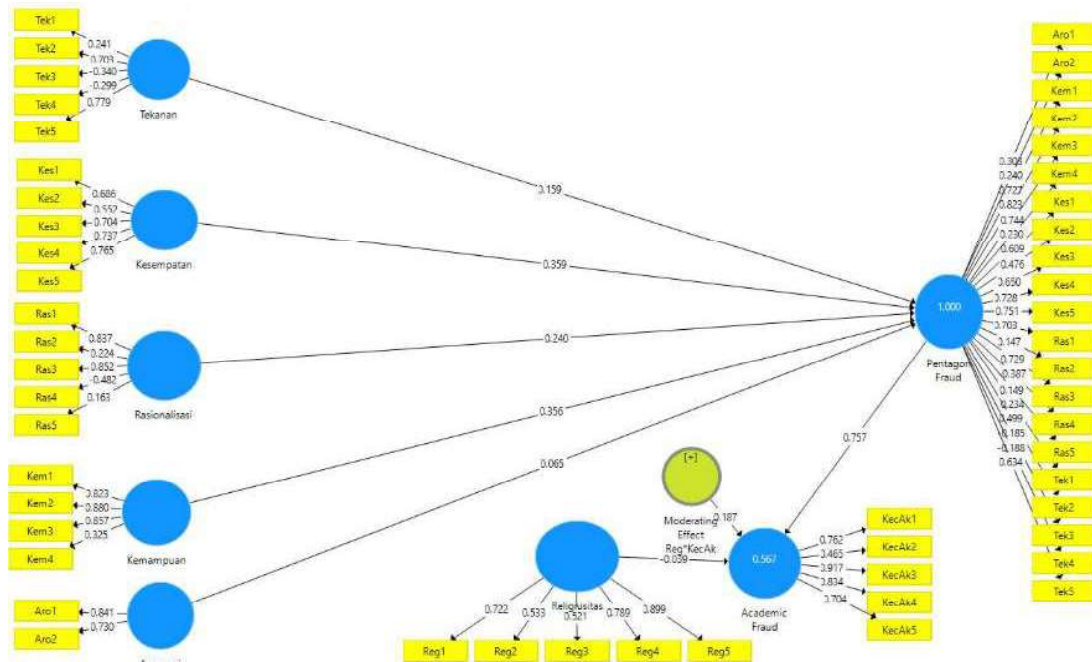 Tek1
Tek2
Tek3
Tek4
Tek5
0.241
0.703
-0.340
-0.299
0.779
Tekanan
Kes1
Kes2
Kes3
Kes4
Kes5
0.686
0.552
0.704
0.737
0.765
Kesempatan
Ras1
Ras2
Ras3
Ras4
Ras5
0.837
0.224
0.852
-0.482
0.163
Rasionalisasi
Kem1
Kem2
Kem3
Kem4
0.823
0.880
0.857
0.325
Kemampuan
Aro1
Aro2
0.841
0.730
0.159
0.359
0.240
0.356
0.065
1.000
Pentagon
Fraud
0.303
0.240
0.727
0.823
0.744
0.230
0.609
0.476
0.650
0.728
0.751
0.703
0.147
0.729
0.387
0.149
0.234
0.499
-0.185
-0.188
0.634
Aro1
Aro2
Kem1
Kem2
Kem3
Kem4
Kes1
Kes2
Kes3
Kes4
Kes5
Ras1
Ras2
Ras3
Ras4
Ras5
Tek1
Tek2
Tek3
Tek4
Tek5
0.757
[+]
Moderating
Effect
Reg*KecAk
0.187
-0.039
Religiusitas
0.722
0.533
0.521
0.789
0.899
Reg1
Reg2
Reg3
Reg4
Reg5
0.567
Academic
Fraud
0.762
0.465
0.917
0.834
0.704
KecAk1
KecAk2
KecAk3
KecAk4
KecAk5